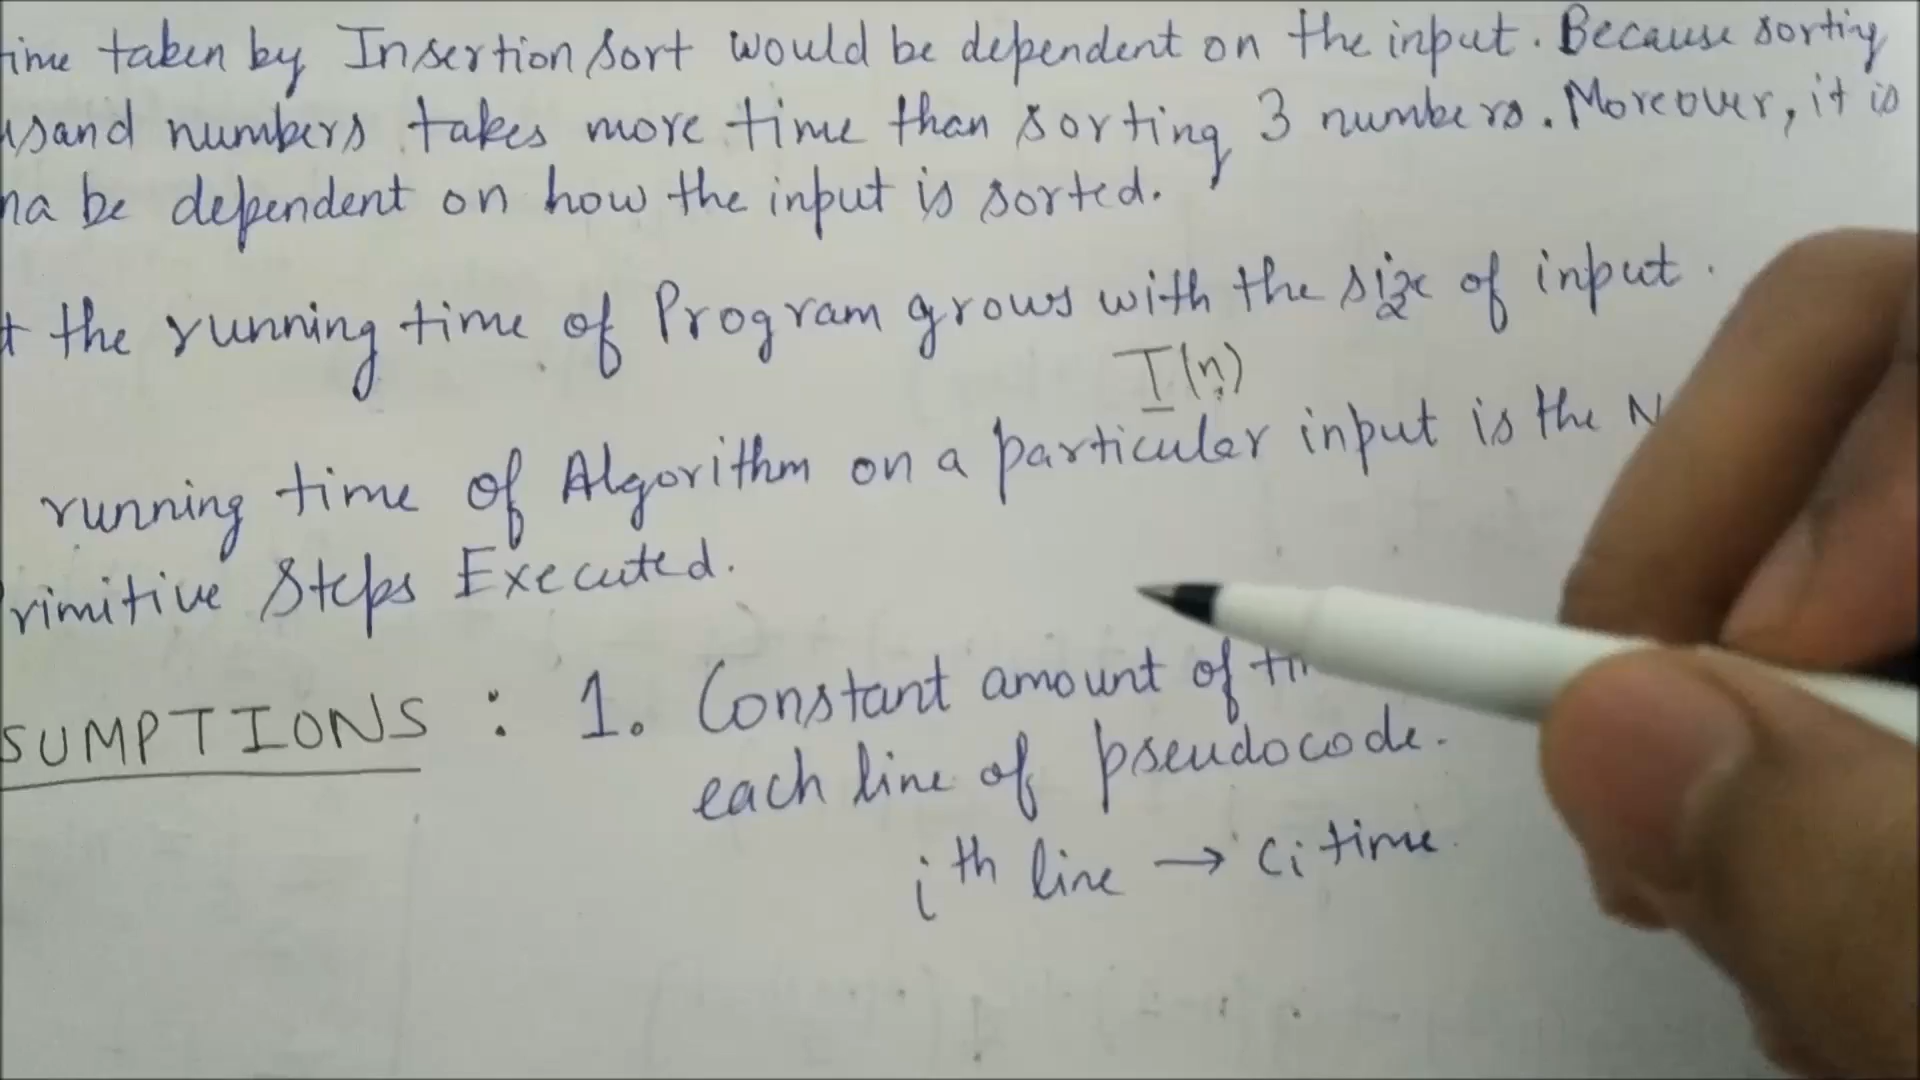 ime taken by Insertion Sort would be dependent on the input. Because sorting
usand numbers takes more time than sorting 3 numbers. Moreover, it is
na be dependent on how the input is sorted.
t the running time of Program grows with the size of input.
T(n)
running time of Algorithm on a particular input is the N
rimitive Steps Executed.
SUMPTIONS : 1. Constant amount of
each line of pseudocode.
ith line → ci time.